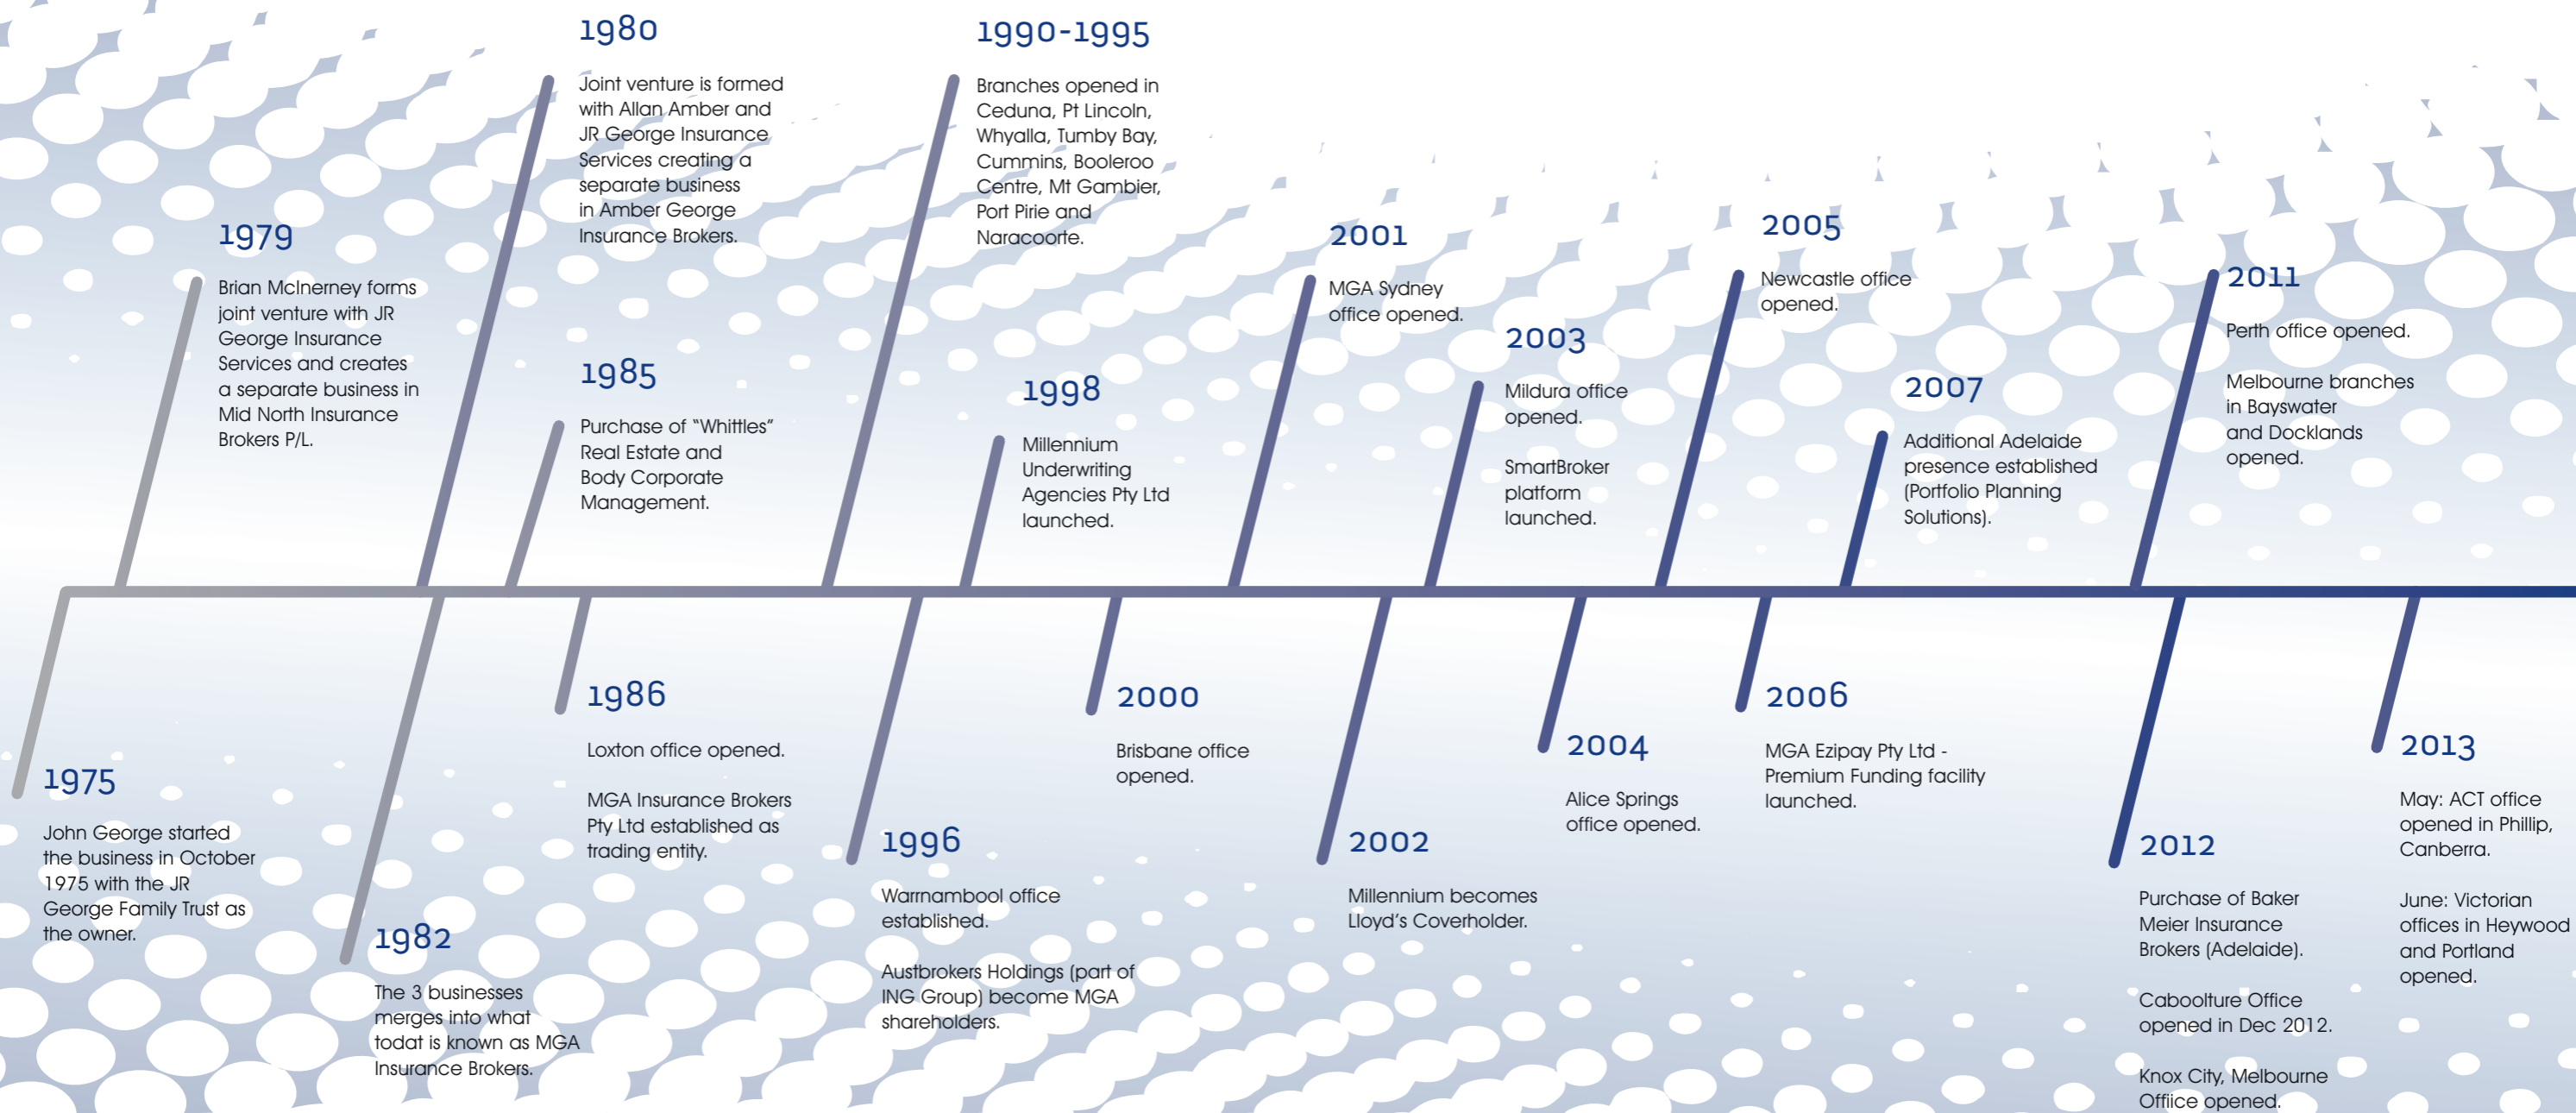 1975
John George started
the business in October
1975 with the JR
George Family Trust as
the owner.
1979
Brian McInerney forms
joint venture with JR
George Insurance
Services and creates
a separate business in
Mid North Insurance
Brokers P/L.
1980
Joint venture is formed
with Allan Amber and
JR George Insurance
Services creating a
separate business
in Amber George
Insurance Brokers.
1982
The 3 businesses
merges into what
todat is known as MGA
Insurance Brokers.
1985
Purchase of “Whittles”
Real Estate and
Body Corporate
Management.
1986
Loxton office opened.
MGA Insurance Brokers
Pty Ltd established as
trading entity.
1990-1995
Branches opened in
Ceduna, Pt Lincoln,
Whyalla, Tumby Bay,
Cummins, Booleroo
Centre, Mt Gambier,
Port Pirie and
Naracoorte.
1996
Warrnambool office
established.
Austbrokers Holdings (part of
ING Group) become MGA
shareholders.
1998
Millennium
Underwriting
Agencies Pty Ltd
launched.
2000
Brisbane office
opened.
2001
MGA Sydney
office opened.
2002
Millennium becomes
Lloyd’s Coverholder.
2003
Mildura office
opened.
SmartBroker
platform
launched.
2004
Alice Springs
office opened.
2005
Newcastle office
opened.
2006
MGA Ezipay Pty Ltd -
Premium Funding facility
launched.
2007
Additional Adelaide
presence established
(Portfolio Planning
Solutions).
2011
Perth office opened.
Melbourne branches
in Bayswater
and Docklands
opened.
2012
Purchase of Baker
Meier Insurance
Brokers (Adelaide).
Caboolture Office
opened in Dec 2012.
Knox City, Melbourne
Offiice opened.
2013
May: ACT office
opened in Phillip,
Canberra.
June: Victorian
offices in Heywood
and Portland
opened.